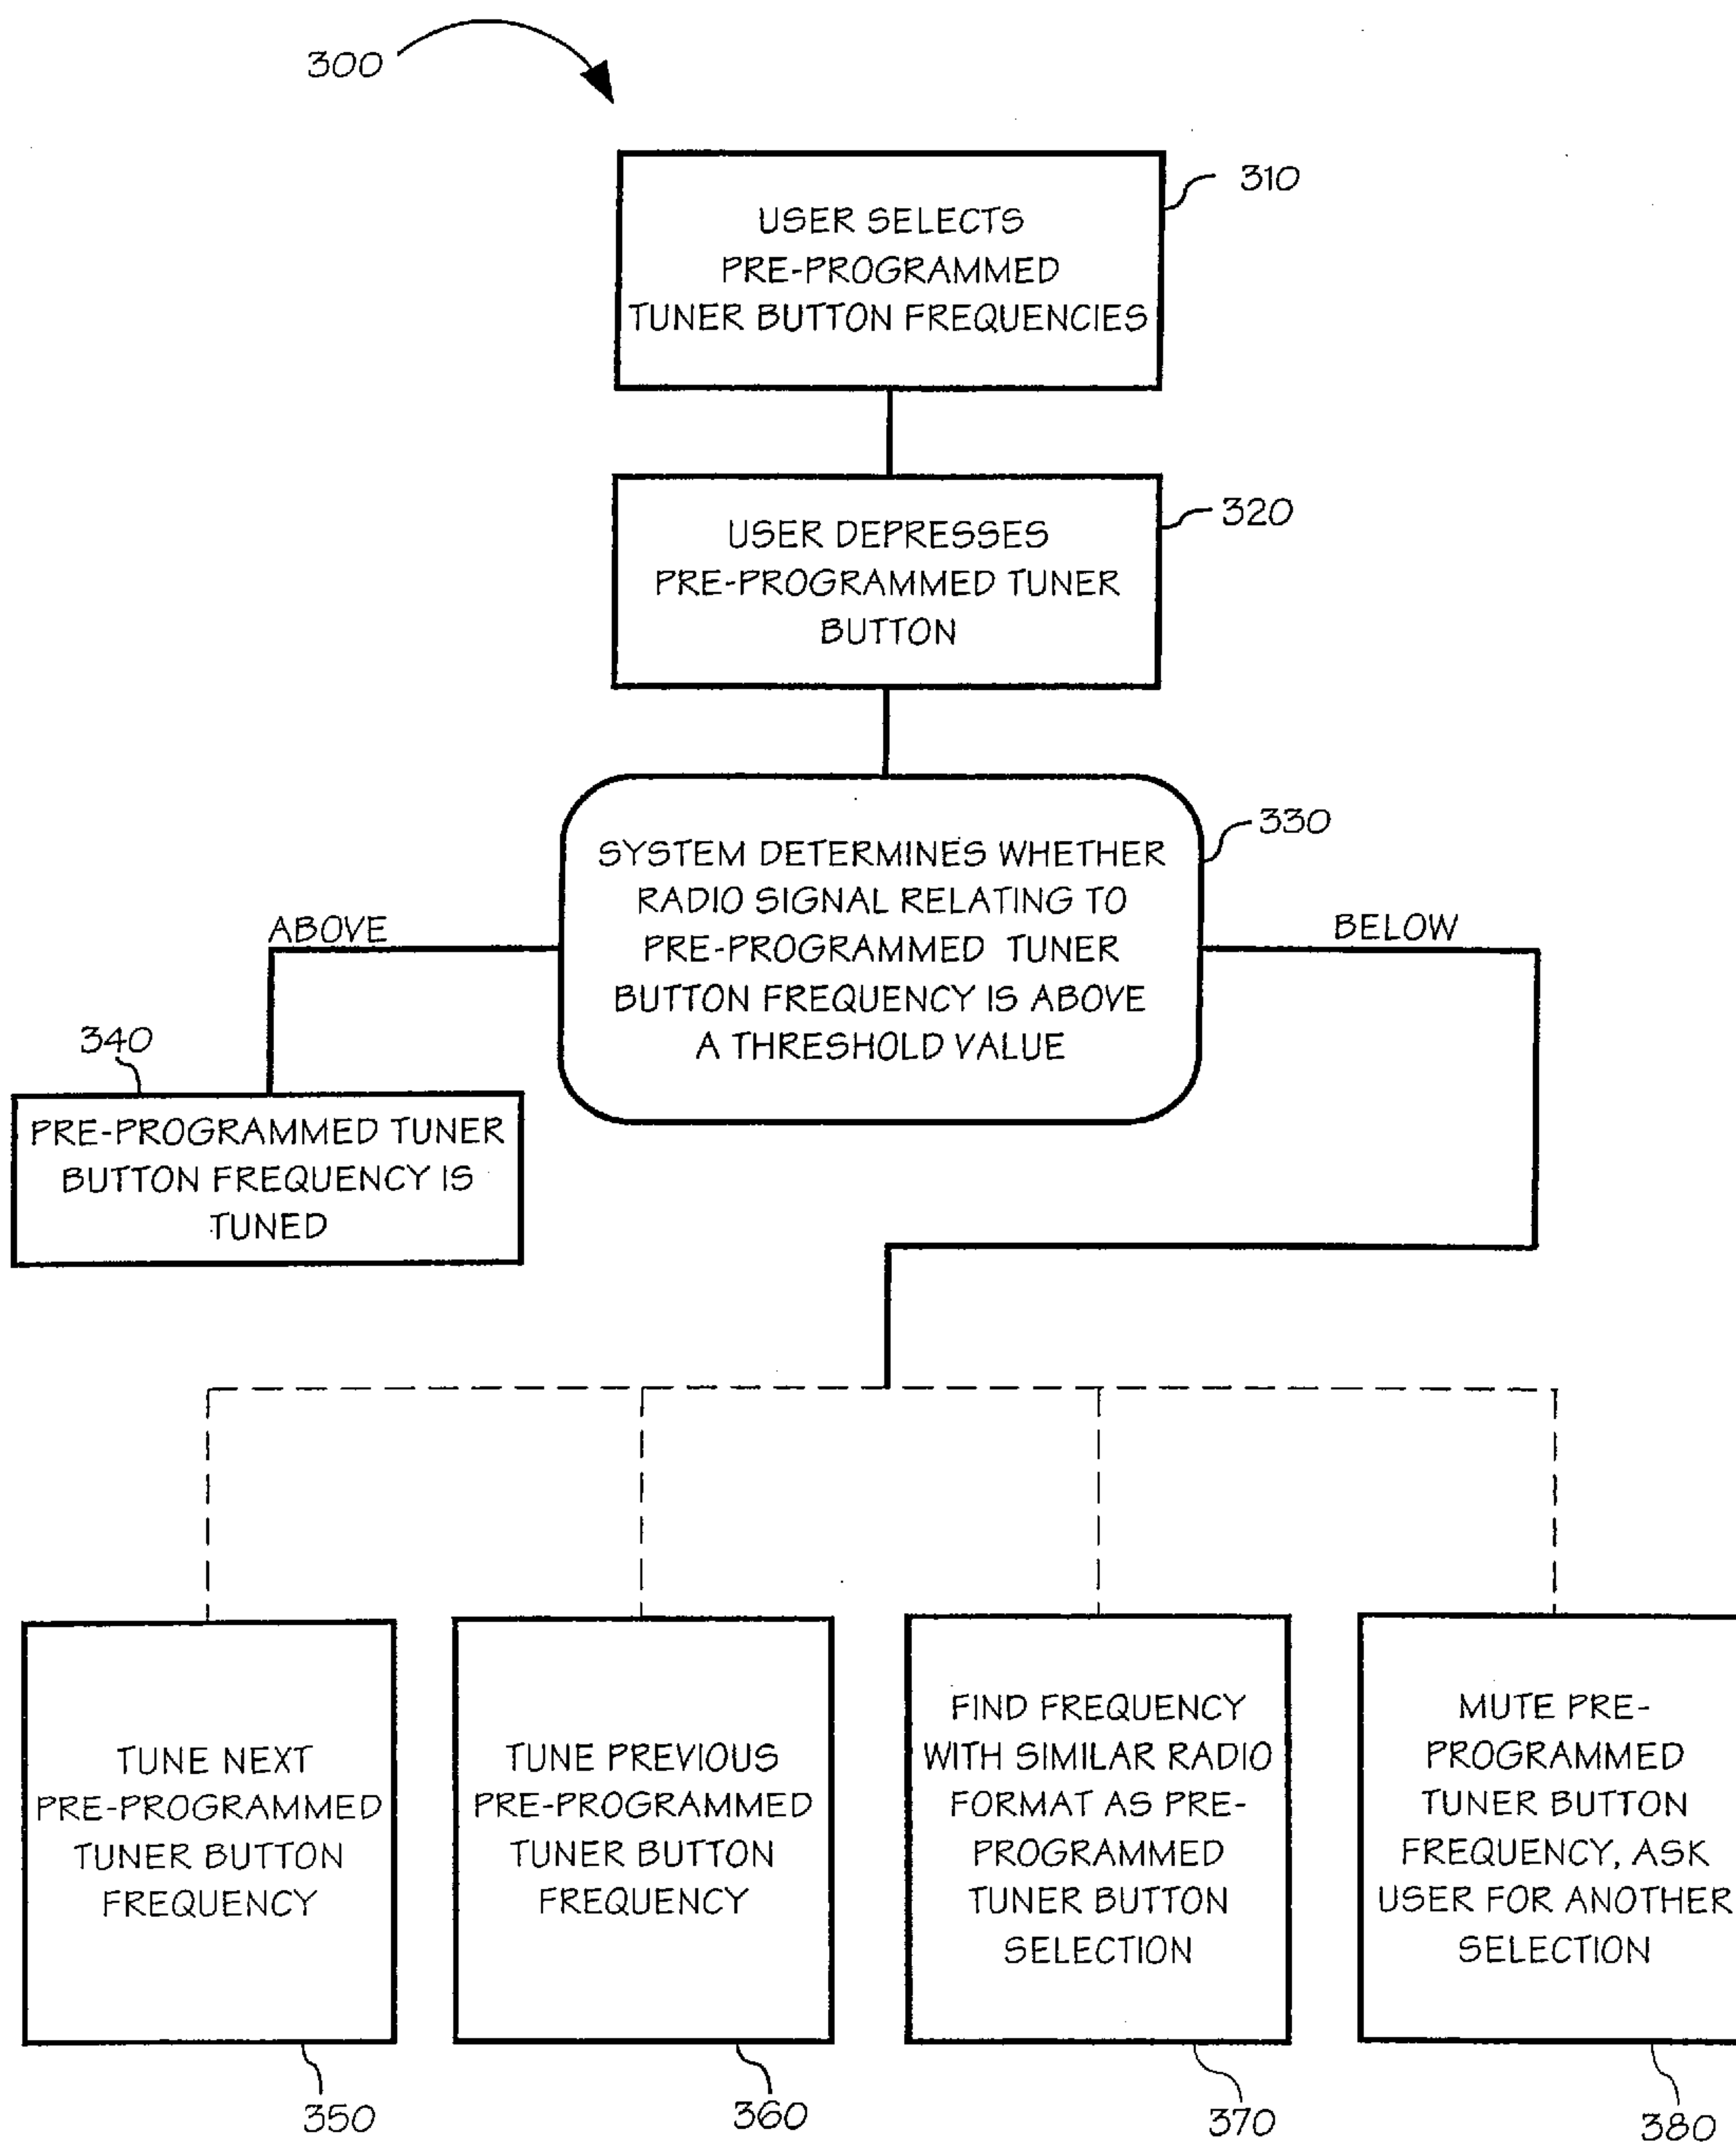 300
310
USER SELECTS
PRE-PROGRAMMED
TUNER BUTTON FREQUENCIES
320
USER DEPRESSES
PRE-PROGRAMMED TUNER
BUTTON
330
SYSTEM DETERMINES WHETHER
RADIO SIGNAL RELATING TO
PRE-PROGRAMMED TUNER
BUTTON FREQUENCY IS ABOVE
A THRESHOLD VALUE
ABOVE
BELOW
340
PRE-PROGRAMMED TUNER
BUTTON FREQUENCY IS
TUNED
TUNE NEXT
PRE-PROGRAMMED
TUNER BUTTON
FREQUENCY
350
TUNE PREVIOUS
PRE-PROGRAMMED
TUNER BUTTON
FREQUENCY
360
FIND FREQUENCY
WITH SIMILAR RADIO
FORMAT AS PRE-
PROGRAMMED
TUNER BUTTON
SELECTION
370
MUTE PRE-
PROGRAMMED
TUNER BUTTON
FREQUENCY, ASK
USER FOR ANOTHER
SELECTION
380